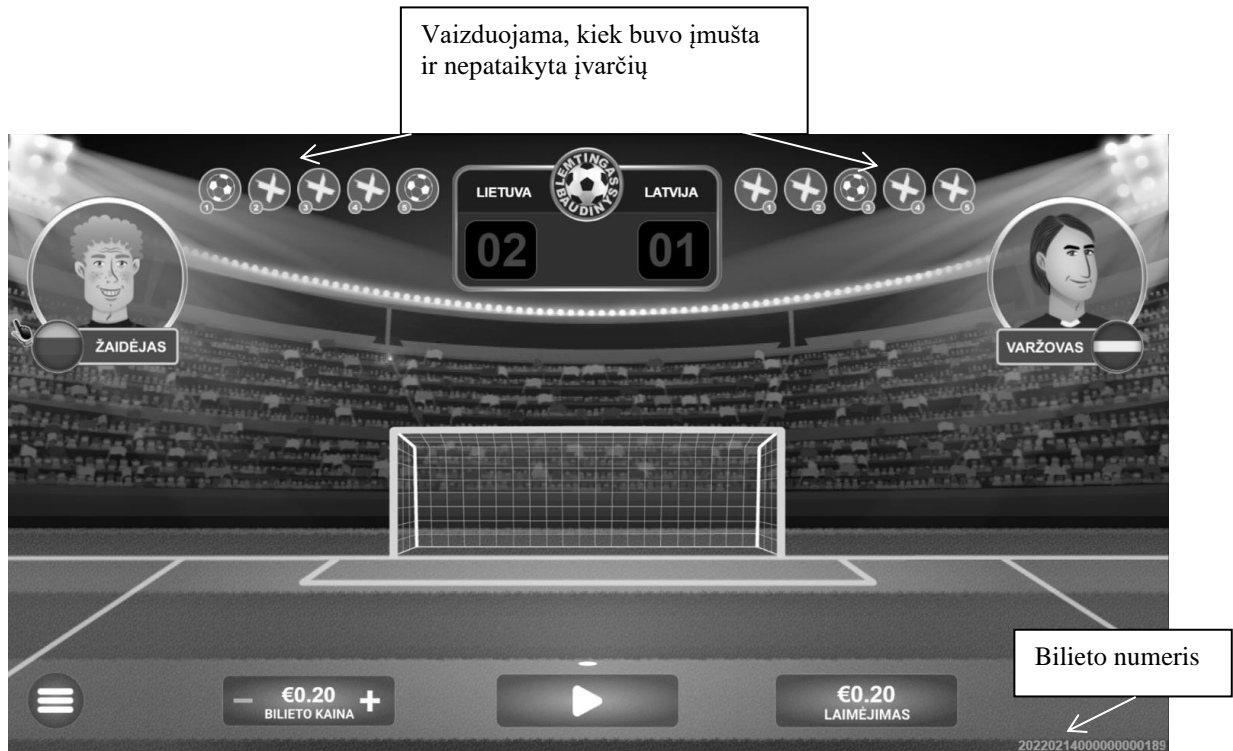 Vaizduojama, kiek buvo įmušta
ir nepataikyta įvarčių
1 2 3 4 5
LEMTINGAS
BAUDINYS
LIETUVA
LATVIJA
1 2 3 4 5
02
01
ŽAIDĖJAS
VARŽOVAS
Bilieto numeris
− €0.20 +
BILIETO KAINA
€0.20
LAIMĖJIMAS
20220214000000000189